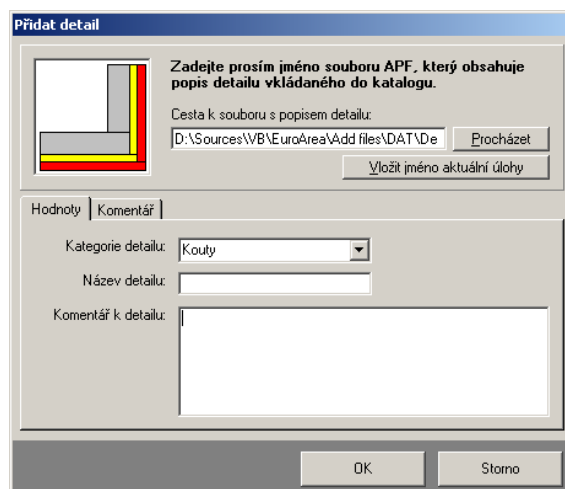 Přidat detail
Zadejte prosím jméno souboru APF, který obsahuje
popis detailu vkládaného do katalogu.
Cesta k souboru s popisem detailu:
D:\Sources\VB\EuroArea\Add files\DAT\De
Procházet
Vložit jméno aktuální úlohy
Hodnoty Komentář
Kategorie detailu: Kouty
Název detailu:
Komentář k detailu:
OK Storno